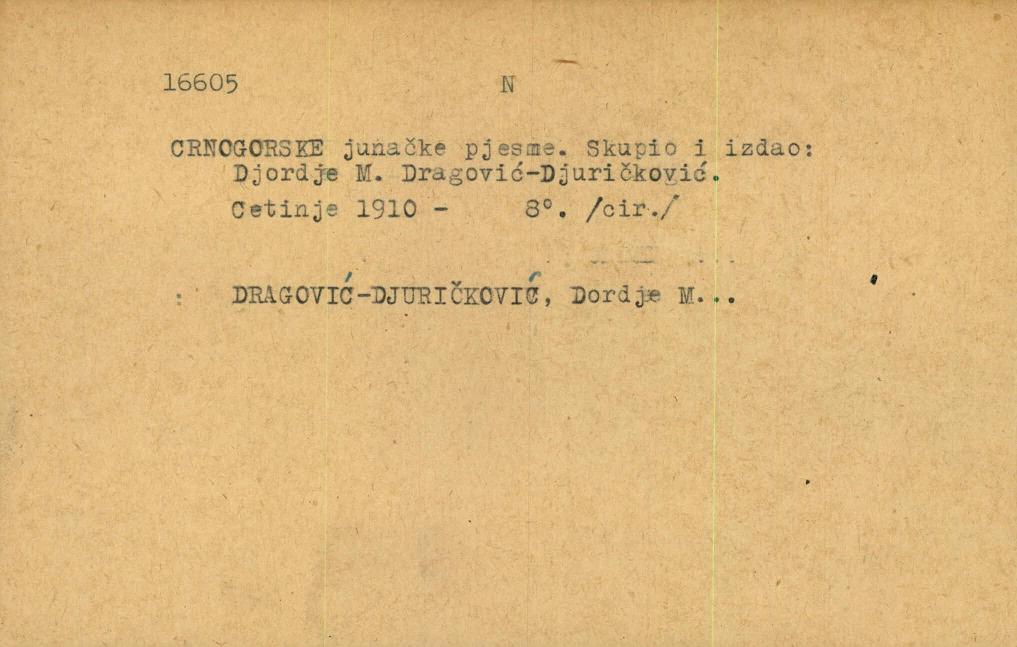 16605 N
CRNOGORSKE junačke pjesme. Skupio i izdao:
Djordje M. Dragović-Djuričković.
Cetinje 1910 - 8°. /cir./
: DRAGOVIĆ-DJURIČKOVIĆ, Dordje M...